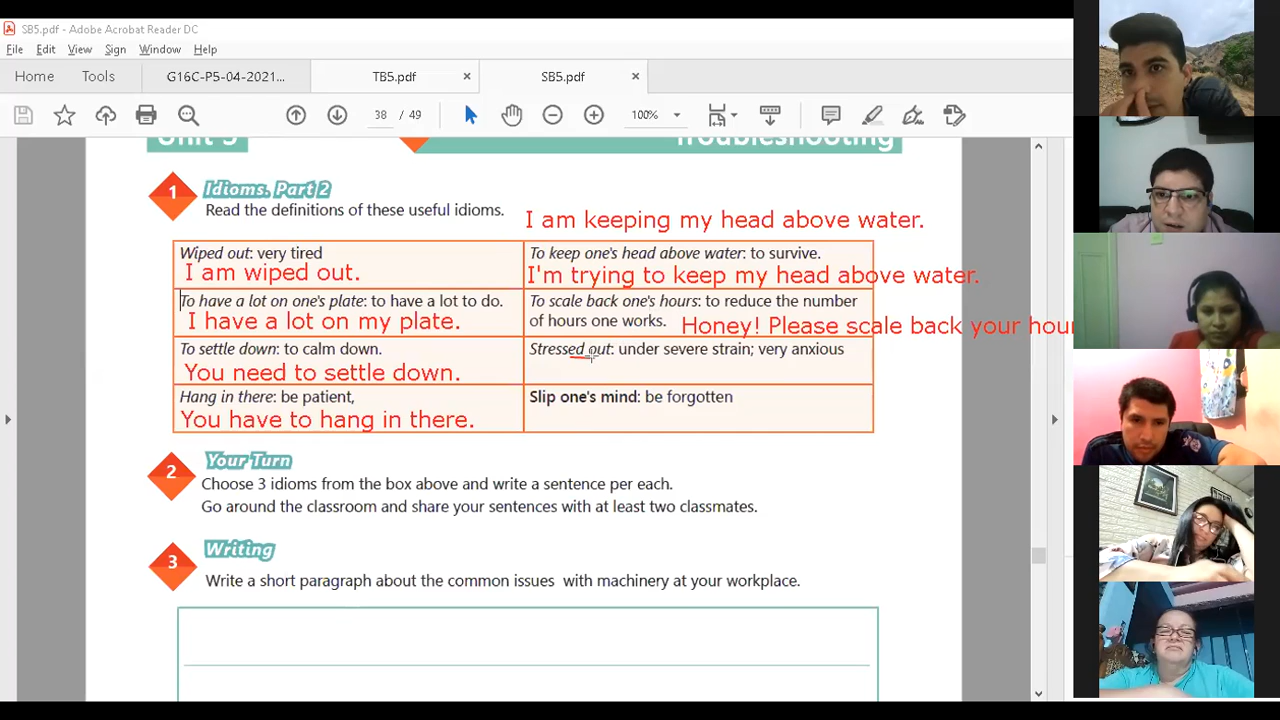 SB5.pdf - Adobe Acrobat Reader DC
File Edit View Sign Window Help
Home Tools G16C-P5-04-2021... TB5.pdf × SB5.pdf ×
38 / 49 100%
Unit 5 Troubleshooting
1 Idioms. Part 2
Read the definitions of these useful idioms.
I am keeping my head above water.
Wiped out: very tired
I am wiped out.
To keep one's head above water: to survive.
I'm trying to keep my head above water.
To have a lot on one's plate: to have a lot to do.
I have a lot on my plate.
To scale back one's hours: to reduce the number
of hours one works.
Honey! Please scale back your hour
To settle down: to calm down.
You need to settle down.
Stressed out: under severe strain; very anxious
Hang in there: be patient,
You have to hang in there.
Slip one's mind: be forgotten
2 Your Turn
Choose 3 idioms from the box above and write a sentence per each.
Go around the classroom and share your sentences with at least two classmates.
3 Writing
Write a short paragraph about the common issues with machinery at your workplace.